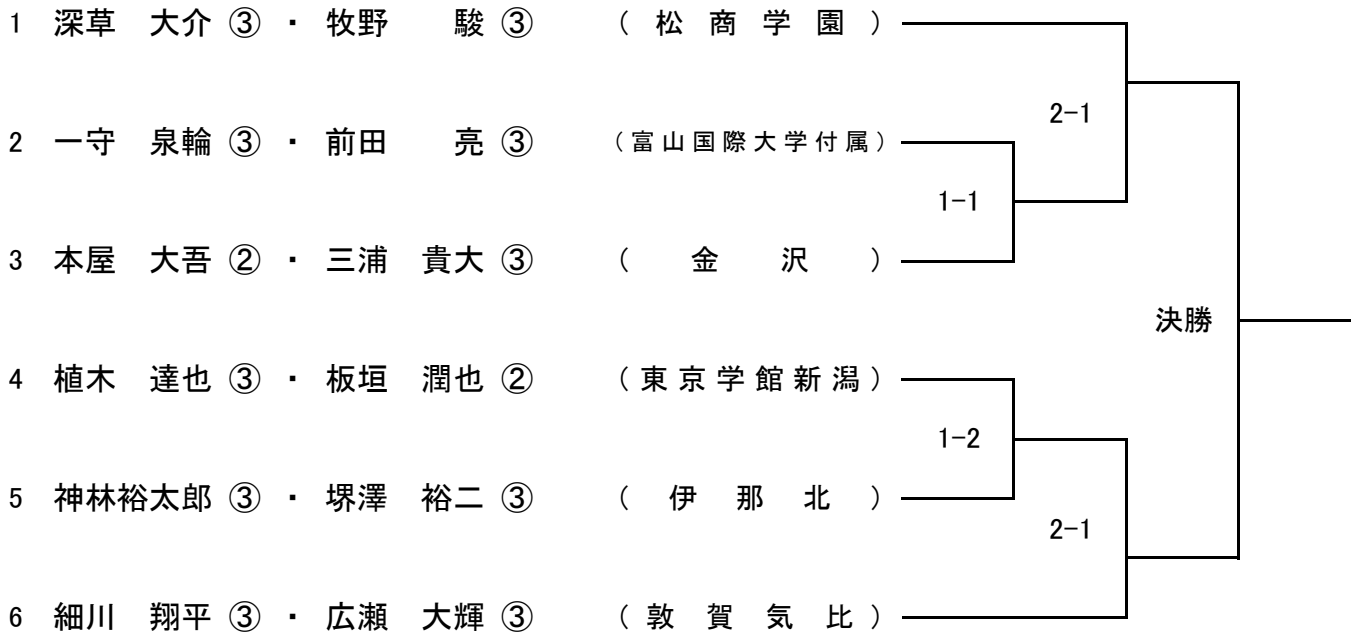 1 深草 大介 ③ ・ 牧野 駿 ③ (松商学園)
2-1
2 一守 泉輪 ③ ・ 前田 亮 ③ (富山国際大学付属)
1-1
3 本屋 大吾 ② ・ 三浦 貴大 ③ (金沢)
決勝
4 植木 達也 ③ ・ 板垣 潤也 ② (東京学館新潟)
1-2
5 神林裕太郎 ③ ・ 堺澤 裕二 ③ (伊那北)
2-1
6 細川 翔平 ③ ・ 広瀬 大輝 ③ (敦賀気比)